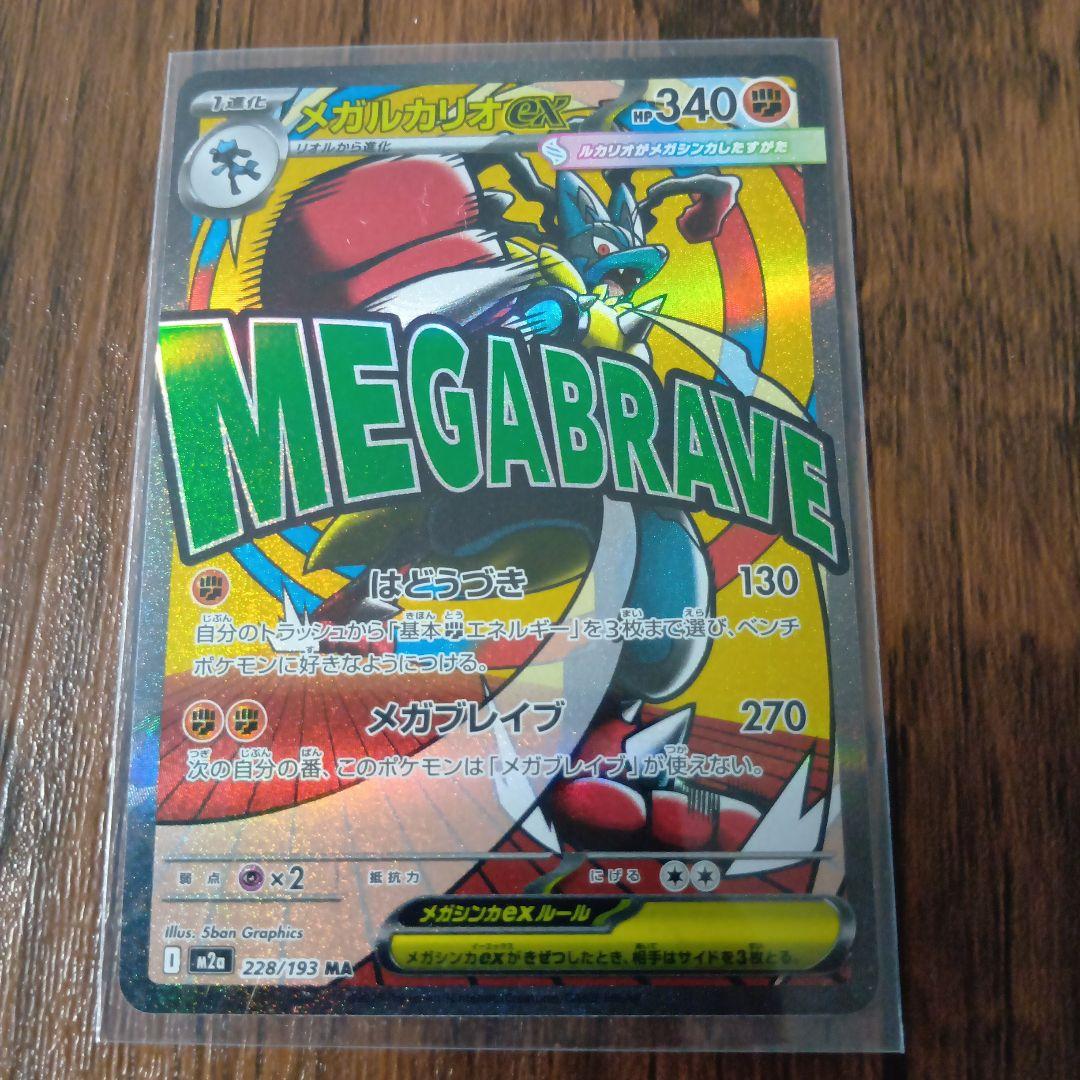 1進化
メガルカリオex
HP340
リオルから進化
ルカリオがメガシンカしたすがた
MEGABRAVE
はどうづき 130
自分のトラッシュから「基本エネルギー」を3枚まで選び、ベンチ
ポケモンに好きなようにつける。
メガブレイブ 270
次の自分の番、このポケモンは「メガブレイブ」が使えない。
弱点 ×2 抵抗力 にげる
メガシンカexルール
メガシンカexがきぜつしたとき、相手はサイドを3枚とる。
Illus. 5ban Graphics
I M2a 228/193 MA